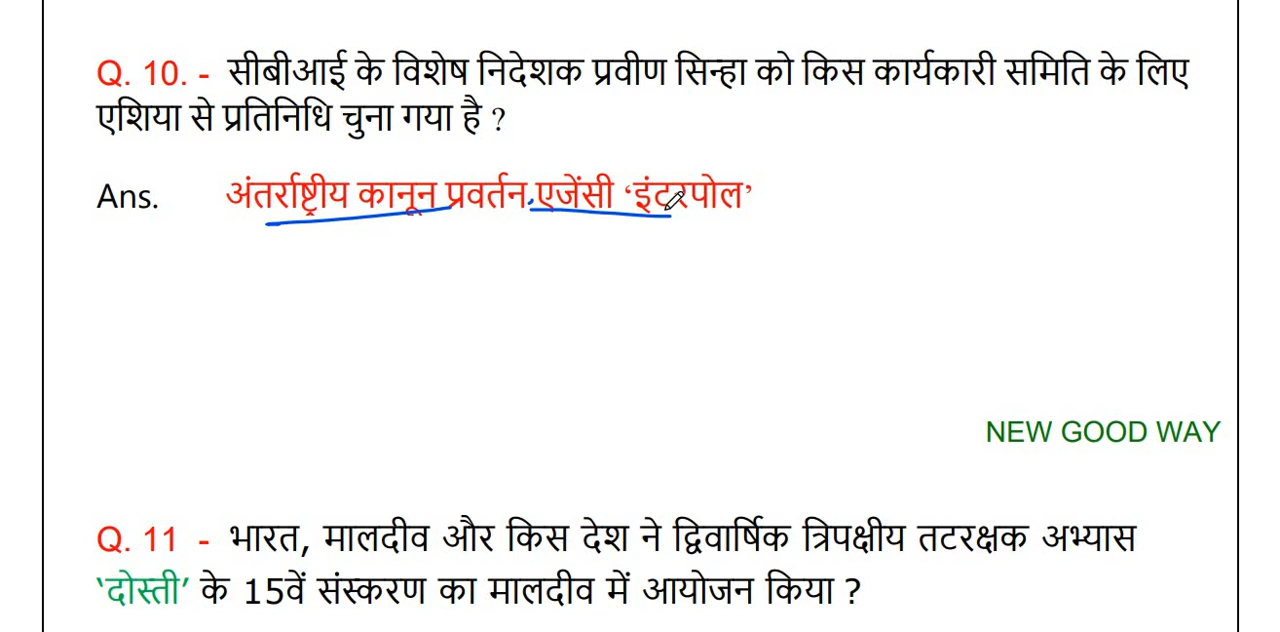 Q. 10. - सीबीआई के विशेष निदेशक प्रवीण सिन्हा को किस कार्यकारी समिति के लिए
एशिया से प्रतिनिधि चुना गया है ?
Ans. अंतर्राष्ट्रीय कानून प्रवर्तन एजेंसी ‘इंटरपोल’
NEW GOOD WAY
Q. 11 - भारत, मालदीव और किस देश ने द्विवार्षिक त्रिपक्षीय तटरक्षक अभ्यास
‘दोस्ती’ के 15वें संस्करण का मालदीव में आयोजन किया ?